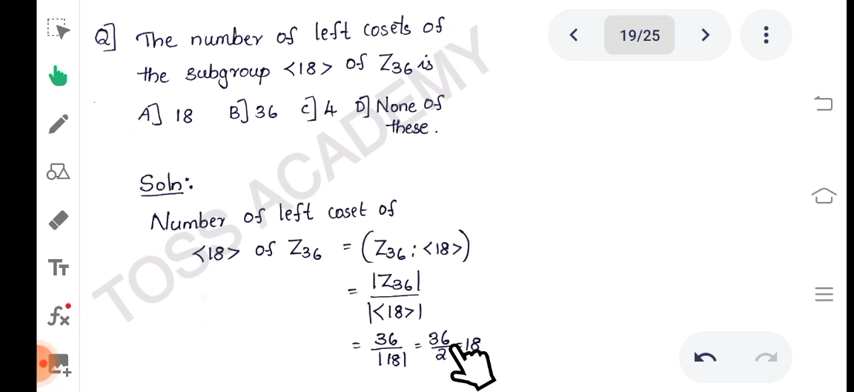 Q] The number of left cosets of
the subgroup <18> of Z36 is
A] 18 B] 36 C] 4 D] None of
these.
Soln:
Number of left coset of
<18> of Z36 = (Z36 : <18>)
= |Z36|
|<18>|
= 36 / |18| = 36 / 2 = 18
TOSS ACADEMY
19/25
TT
fx